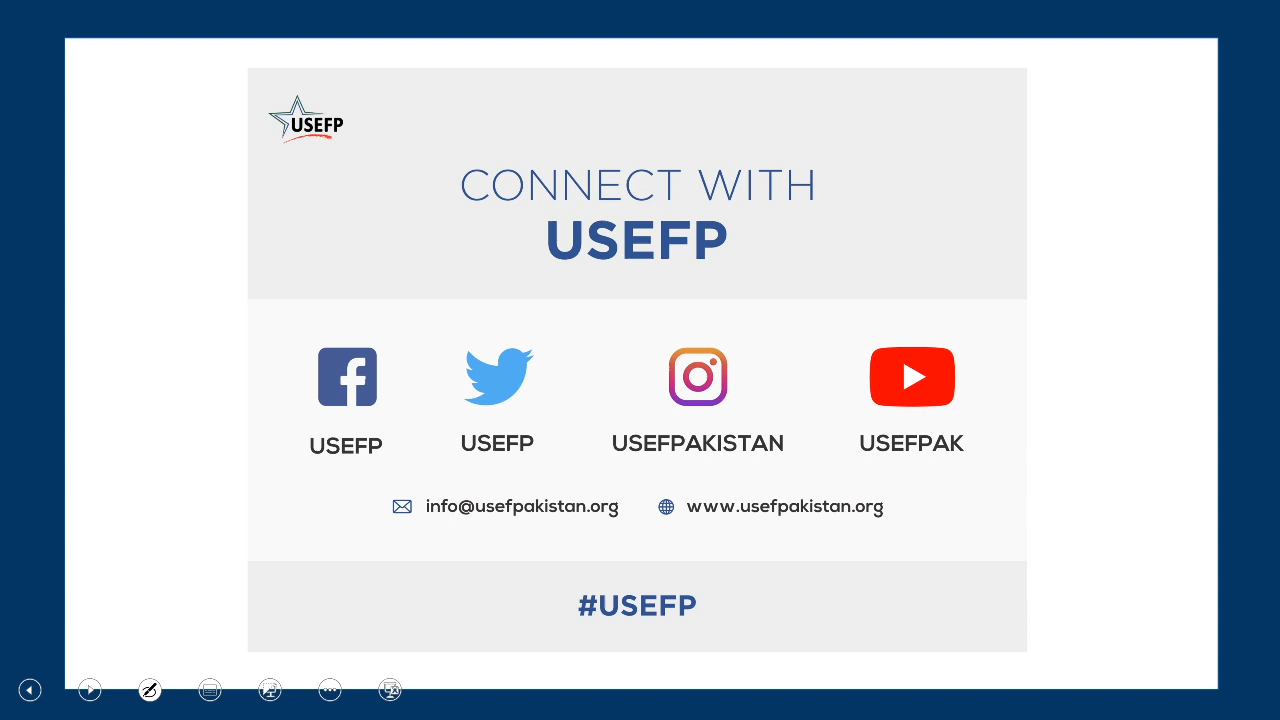 USEFP
CONNECT WITH
USEFP
USEFP
USEFP
USEFPAKISTAN
USEFPAK
info@usefpakistan.org
www.usefpakistan.org
#USEFP